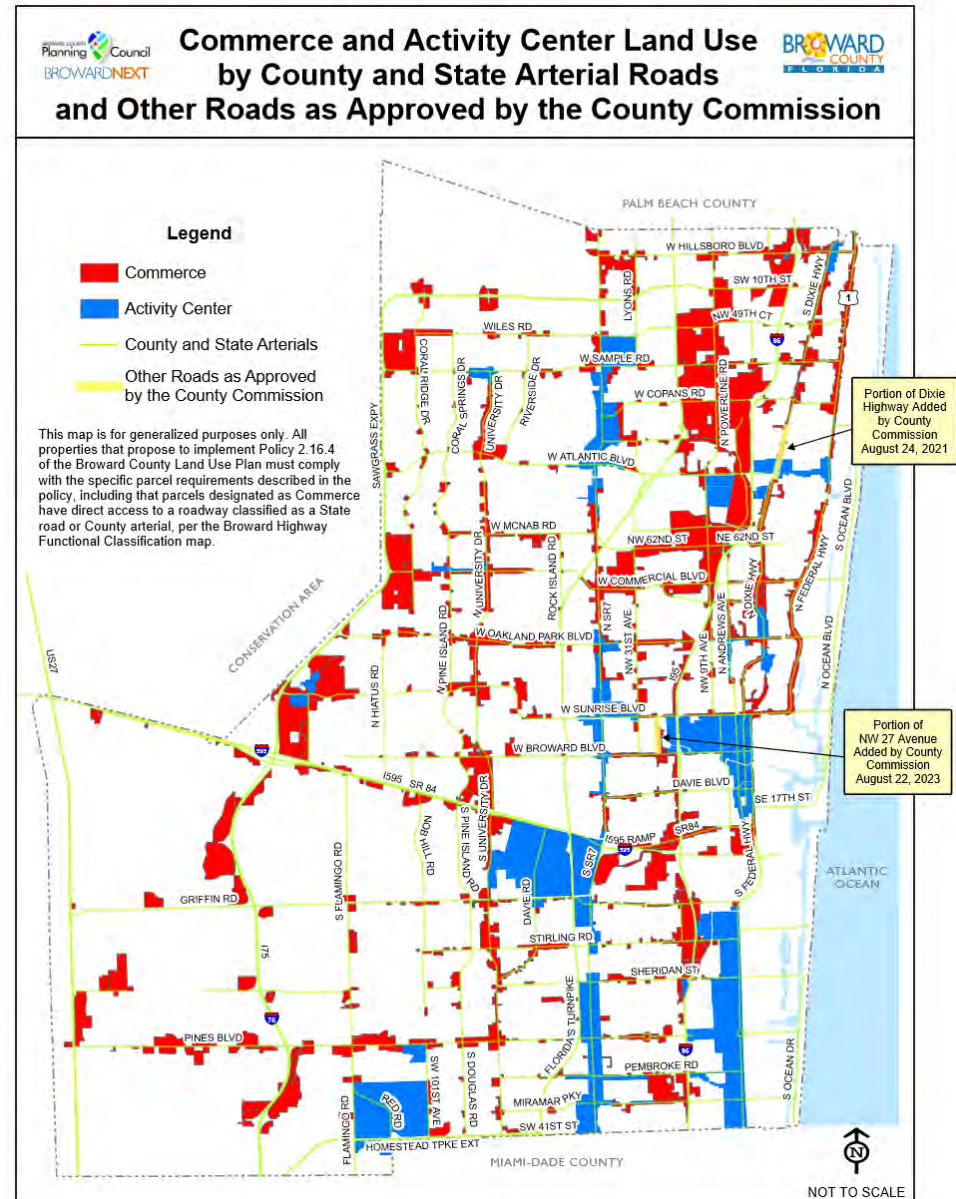 BROWARD COUNTY
Planning Council
BROWARDNEXT
Commerce and Activity Center Land Use
by County and State Arterial Roads
and Other Roads as Approved by the County Commission
BROWARD
COUNTY
FLORIDA
PALM BEACH COUNTY
Legend
Commerce
Activity Center
County and State Arterials
Other Roads as Approved
by the County Commission
This map is for generalized purposes only. All
properties that propose to implement Policy 2.16.4
of the Broward County Land Use Plan must comply
with the specific parcel requirements described in the
policy, including that parcels designated as Commerce
have direct access to a roadway classified as a State
road or County arterial, per the Broward Highway
Functional Classification map.
W HILLSBORO BLVD
SW 10TH ST
LYONS RD
S DIXIE HWY
1
NW 49TH CT
WILES RD
W SAMPLE RD
CORAL RIDGE DR
CORAL SPRINGS DR
UNIVERSITY DR
RIVERSIDE DR
W COPANS RD
N POWERLINE RD
SAWGRASS EXPY
W ATLANTIC BLVD
Portion of Dixie
Highway Added
by County
Commission
August 24, 2021
W MCNAB RD
NW 62ND ST
NE 62ND ST
S OCEAN BLVD
N UNIVERSITY DR
ROCK ISLAND RD
W COMMERCIAL BLVD
N FEDERAL HWY
CONSERVATION AREA
N PINE ISLAND RD
N SR7
NW 31ST AVE
N DIXIE HWY
N ANDREWS AVE
NW 9TH AVE
W OAKLAND PARK BLVD
US27
N HIATUS RD
I95
N OCEAN BLVD
W SUNRISE BLVD
Portion of
NW 27 Avenue
Added by County
Commission
August 22, 2023
W BROWARD BLVD
595
I595 SR 84
DAVIE BLVD
SE 17TH ST
NOB HILL RD
S PINE ISLAND RD
S UNIVERSITY DR
I595 RAMP
SR84
595
S SR7
S FEDERAL HWY
S FLAMINGO RD
DAVIE RD
ATLANTIC
OCEAN
GRIFFIN RD
STIRLING RD
I75
SHERIDAN ST
FLORIDA'S TURNPIKE
PINES BLVD
PEMBROKE RD
SW 101ST AVE
S DOUGLAS RD
MIRAMAR PKY
S OCEAN DR
FLAMINGO RD
RED RD
SW 41ST ST
HOMESTEAD TPKE EXT
MIAMI-DADE COUNTY
N
NOT TO SCALE